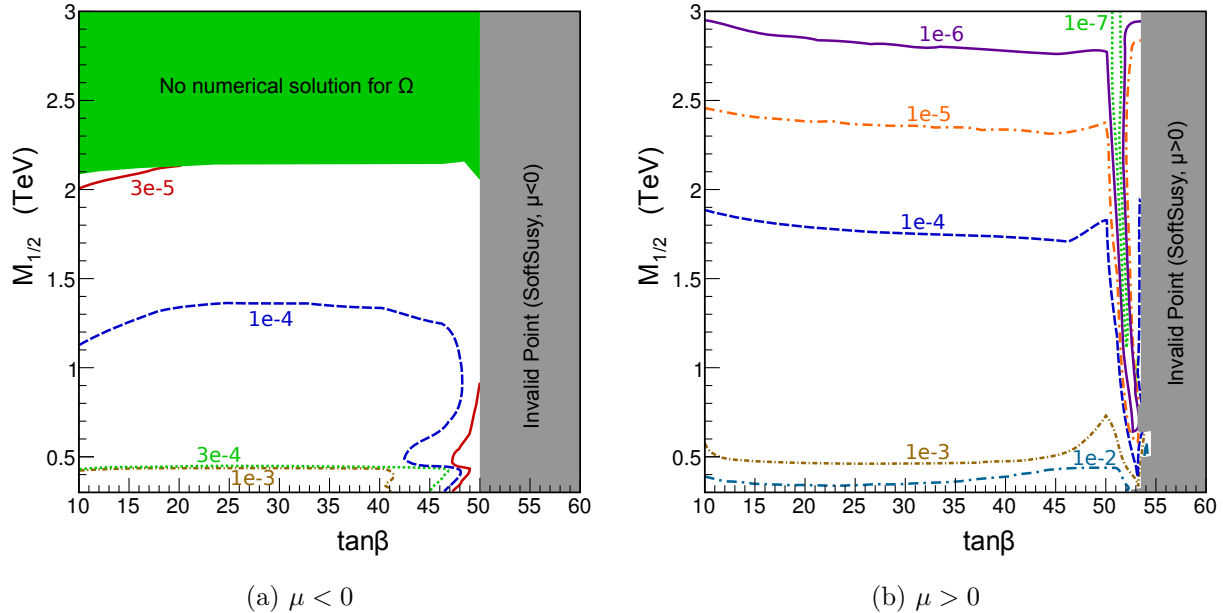 M1/2 (TeV)
3
2.5
2
1.5
1
0.5
No numerical solution for Ω
3e-5
1e-4
3e-4
1e-3
Invalid Point (SoftSusy, μ<0)
10 15 20 25 30 35 40 45 50 55 60
tanβ
(a) μ < 0
M1/2 (TeV)
3
2.5
2
1.5
1
0.5
1e-7
1e-6
1e-5
1e-4
1e-3
1e-2
Invalid Point (SoftSusy, μ>0)
10 15 20 25 30 35 40 45 50 55 60
tanβ
(b) μ > 0